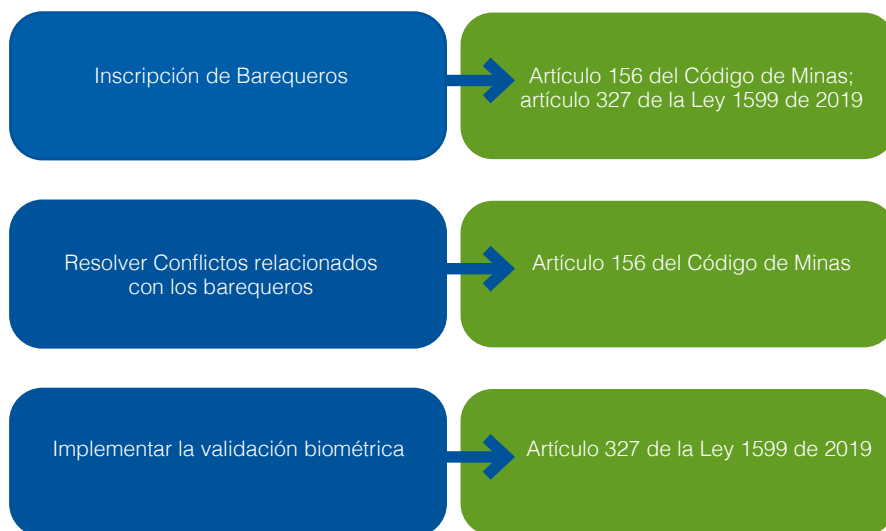 Inscripción de Barequeros
Artículo 156 del Código de Minas;
artículo 327 de la Ley 1599 de 2019
Resolver Conflictos relacionados
con los barequeros
Artículo 156 del Código de Minas
Implementar la validación biométrica
Artículo 327 de la Ley 1599 de 2019